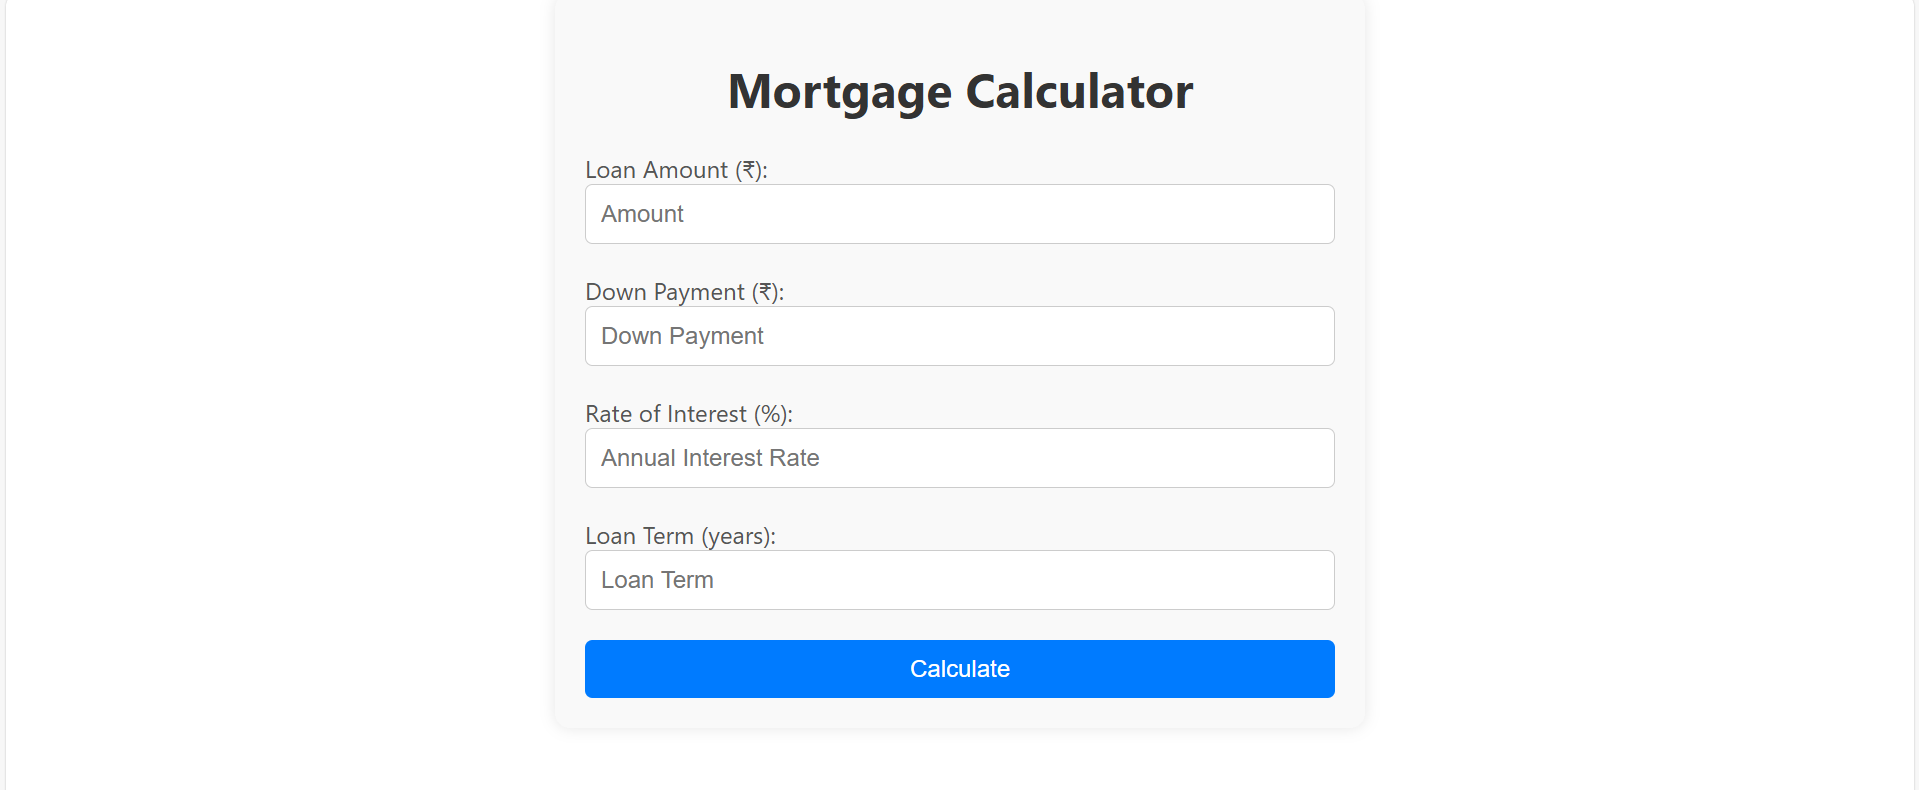 Mortgage Calculator
Loan Amount (₹):
Amount
Down Payment (₹):
Down Payment
Rate of Interest (%):
Annual Interest Rate
Loan Term (years):
Loan Term
Calculate